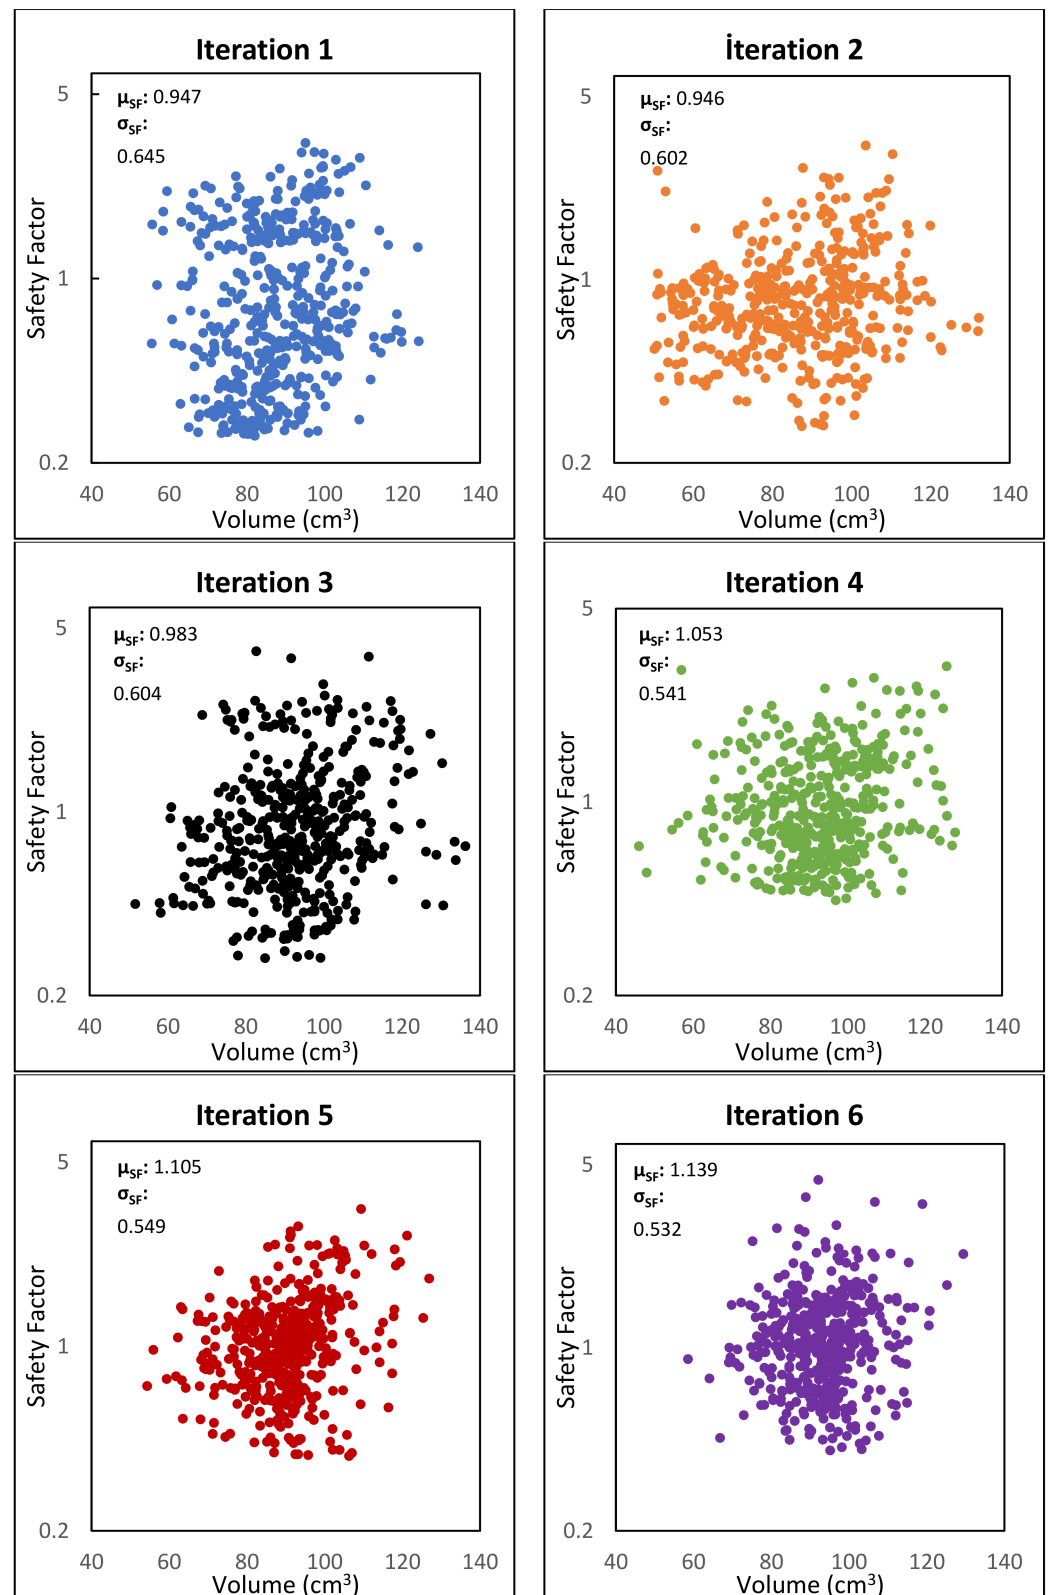 Iteration 1
5
μSF: 0.947
σSF:
0.645
1
0.2
Safety Factor
40 60 80 100 120 140
Volume (cm³)
İteration 2
5
μSF: 0.946
σSF:
0.602
1
0.2
Safety Factor
40 60 80 100 120 140
Volume (cm³)
Iteration 3
5
μSF: 0.983
σSF:
0.604
1
0.2
Safety Factor
40 60 80 100 120 140
Volume (cm³)
İteration 4
5
μSF: 1.053
σSF:
0.541
1
0.2
Safety Factor
40 60 80 100 120 140
Volume (cm³)
Iteration 5
5
μSF: 1.105
σSF:
0.549
1
0.2
Safety Factor
40 60 80 100 120 140
Volume (cm³)
İteration 6
5
μSF: 1.139
σSF:
0.532
1
0.2
Safety Factor
40 60 80 100 120 140
Volume (cm³)